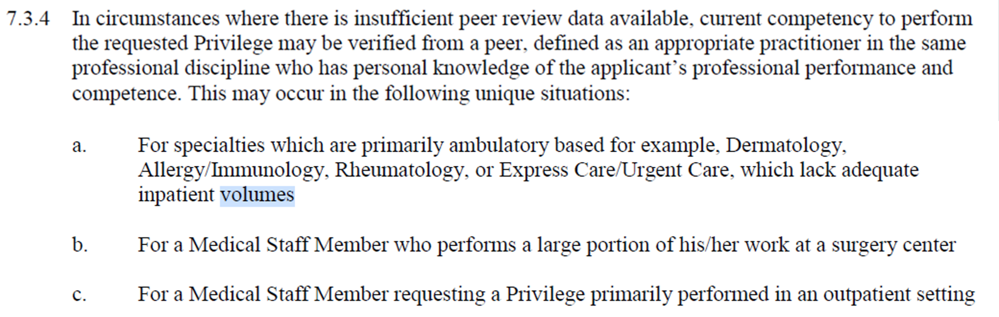 7.3.4 In circumstances where there is insufficient peer review data available, current competency to perform
the requested Privilege may be verified from a peer, defined as an appropriate practitioner in the same
professional discipline who has personal knowledge of the applicant’s professional performance and
competence. This may occur in the following unique situations:
a. For specialties which are primarily ambulatory based for example, Dermatology,
Allergy/Immunology, Rheumatology, or Express Care/Urgent Care, which lack adequate
inpatient volumes
b. For a Medical Staff Member who performs a large portion of his/her work at a surgery center
c. For a Medical Staff Member requesting a Privilege primarily performed in an outpatient setting